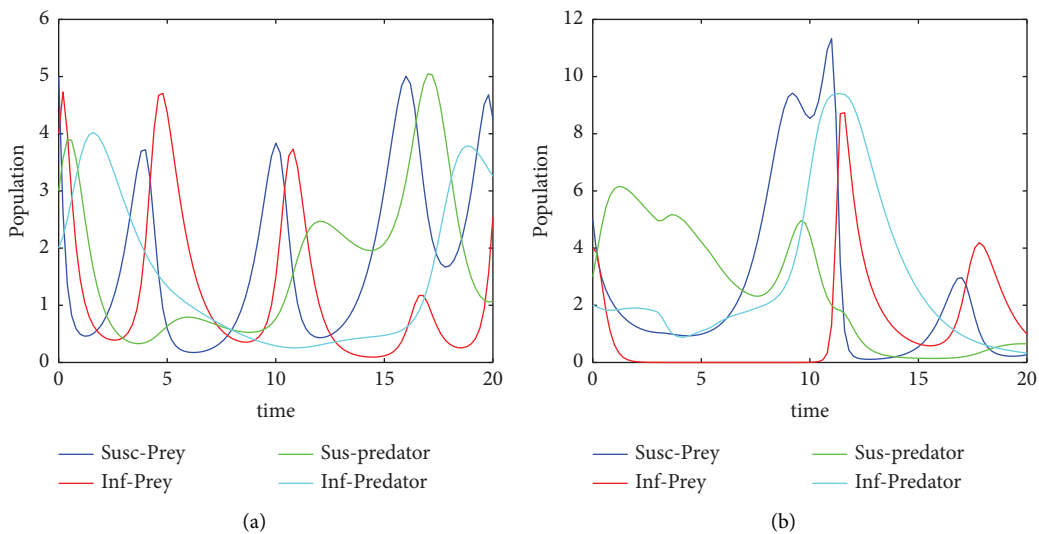 6
5
4
3
2
1
0
Population
0 5 10 15 20
time
Susc-Prey
Inf-Prey
Sus-predator
Inf-Predator
(a)
12
10
8
6
4
2
0
Population
0 5 10 15 20
time
Susc-Prey
Inf-Prey
Sus-predator
Inf-Predator
(b)